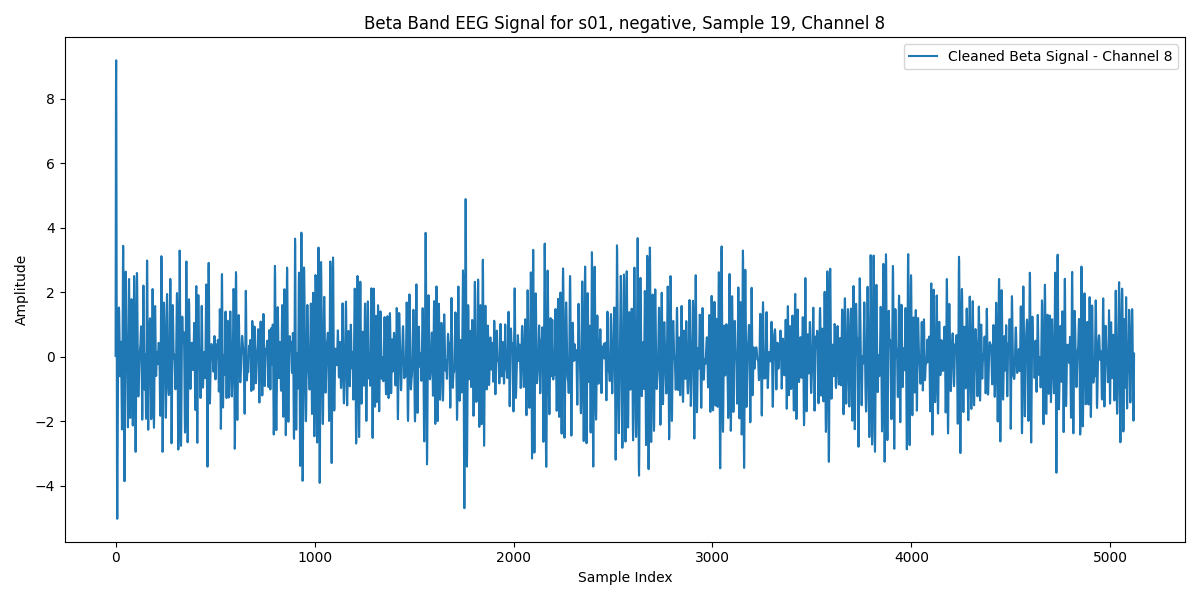 Beta Band EEG Signal for s01, negative, Sample 19, Channel 8
Cleaned Beta Signal - Channel 8
Amplitude
8
6
4
2
0
−2
−4
0 1000 2000 3000 4000 5000
Sample Index